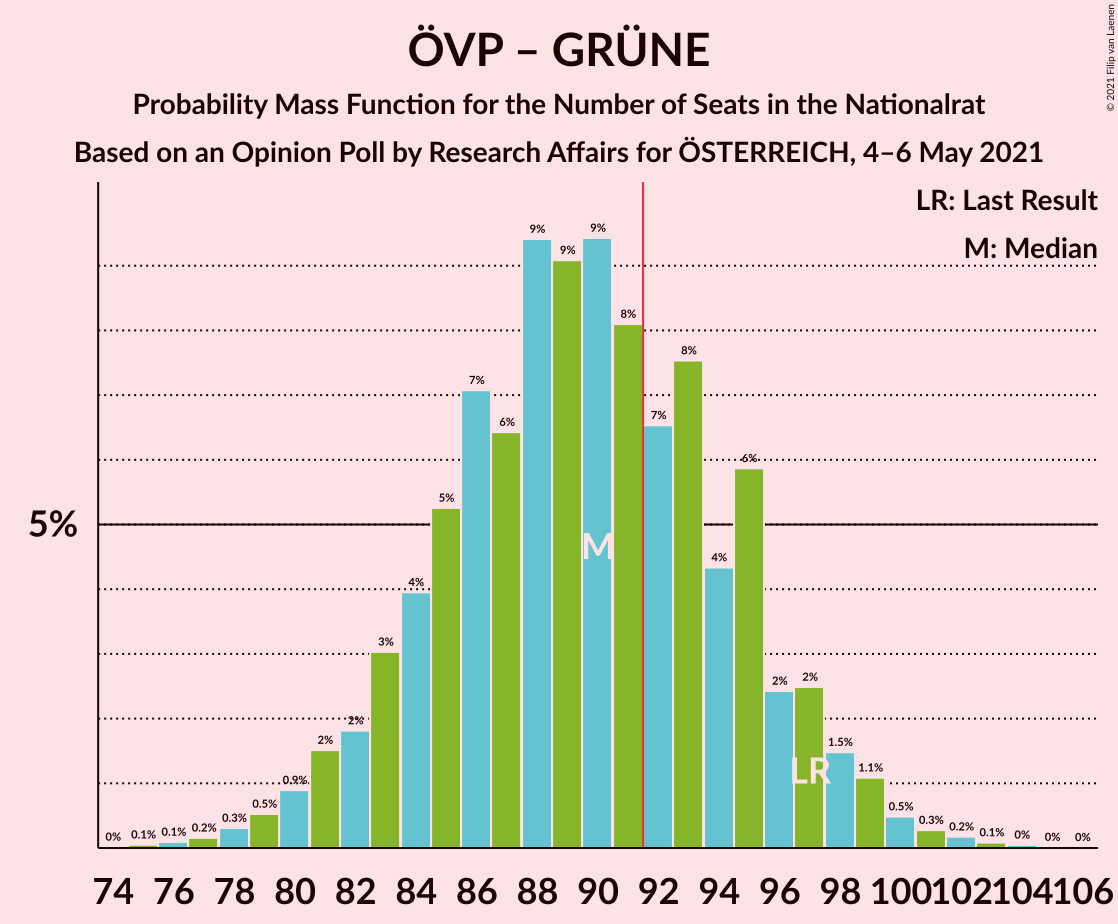 ÖVP – GRÜNE
Probability Mass Function for the Number of Seats in the Nationalrat
Based on an Opinion Poll by Research Affairs for ÖSTERREICH, 4–6 May 2021
© 2021 Filip van Laenen
LR: Last Result
M: Median
5%
0% 0.1% 0.1% 0.2% 0.3% 0.5% 0.9% 2% 2% 3% 4% 5% 7% 6% 9% 9% 9% 8% 7% 8% 4% 6% 2% 2% 1.5% 1.1% 0.5% 0.3% 0.2% 0.1% 0% 0% 0%
M
LR
74 76 78 80 82 84 86 88 90 92 94 96 98 100 102 104 106